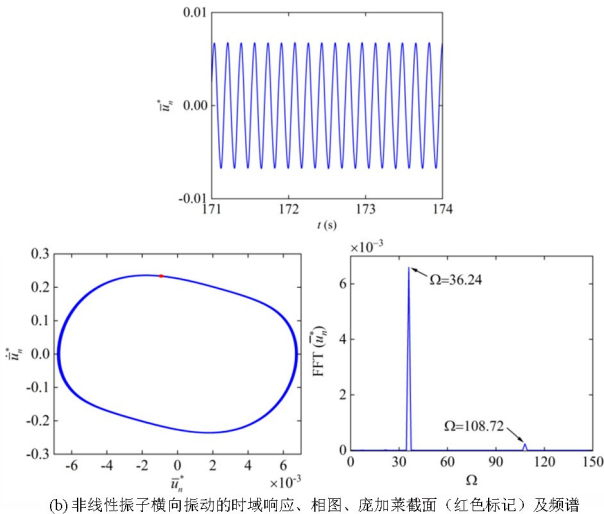 0.01
0.00
-0.01
ū*ₙ
171 172 173 174
t (s)
0.3
0.2
0.1
0.0
-0.1
-0.2
-0.3
ū̇*ₙ
-6 -4 -2 0 2 4 6
ū*ₙ ×10⁻³
×10⁻³
6
4
2
0
FFT (ū*ₙ)
Ω=36.24
Ω=108.72
0 30 60 90 120 150
Ω
(b) 非线性振子横向振动的时域响应、相图、庞加莱截面（红色标记）及频谱